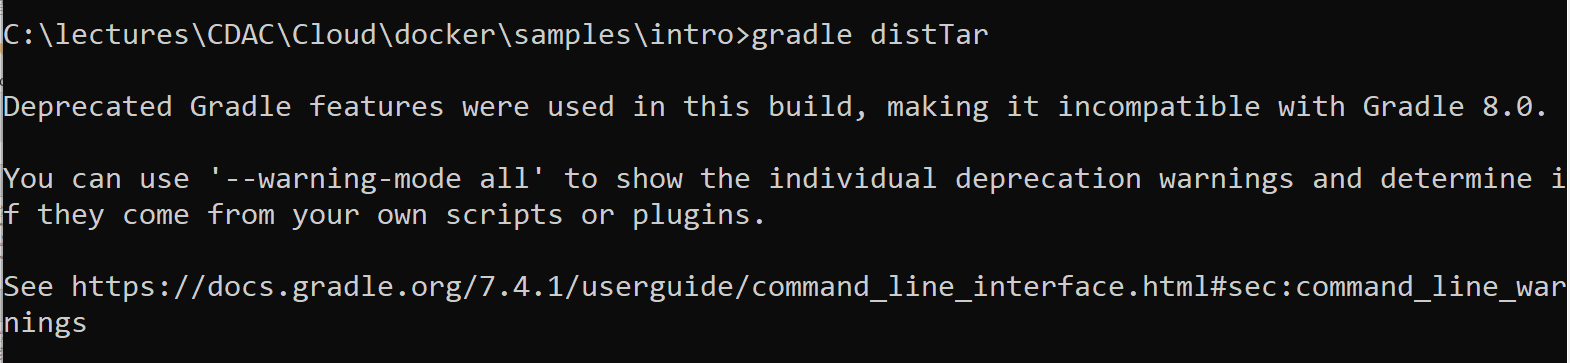 C:\lectures\CDAC\Cloud\docker\samples\intro>gradle distTar
Deprecated Gradle features were used in this build, making it incompatible with Gradle 8.0.
You can use '--warning-mode all' to show the individual deprecation warnings and determine i
f they come from your own scripts or plugins.
See https://docs.gradle.org/7.4.1/userguide/command_line_interface.html#sec:command_line_war
nings